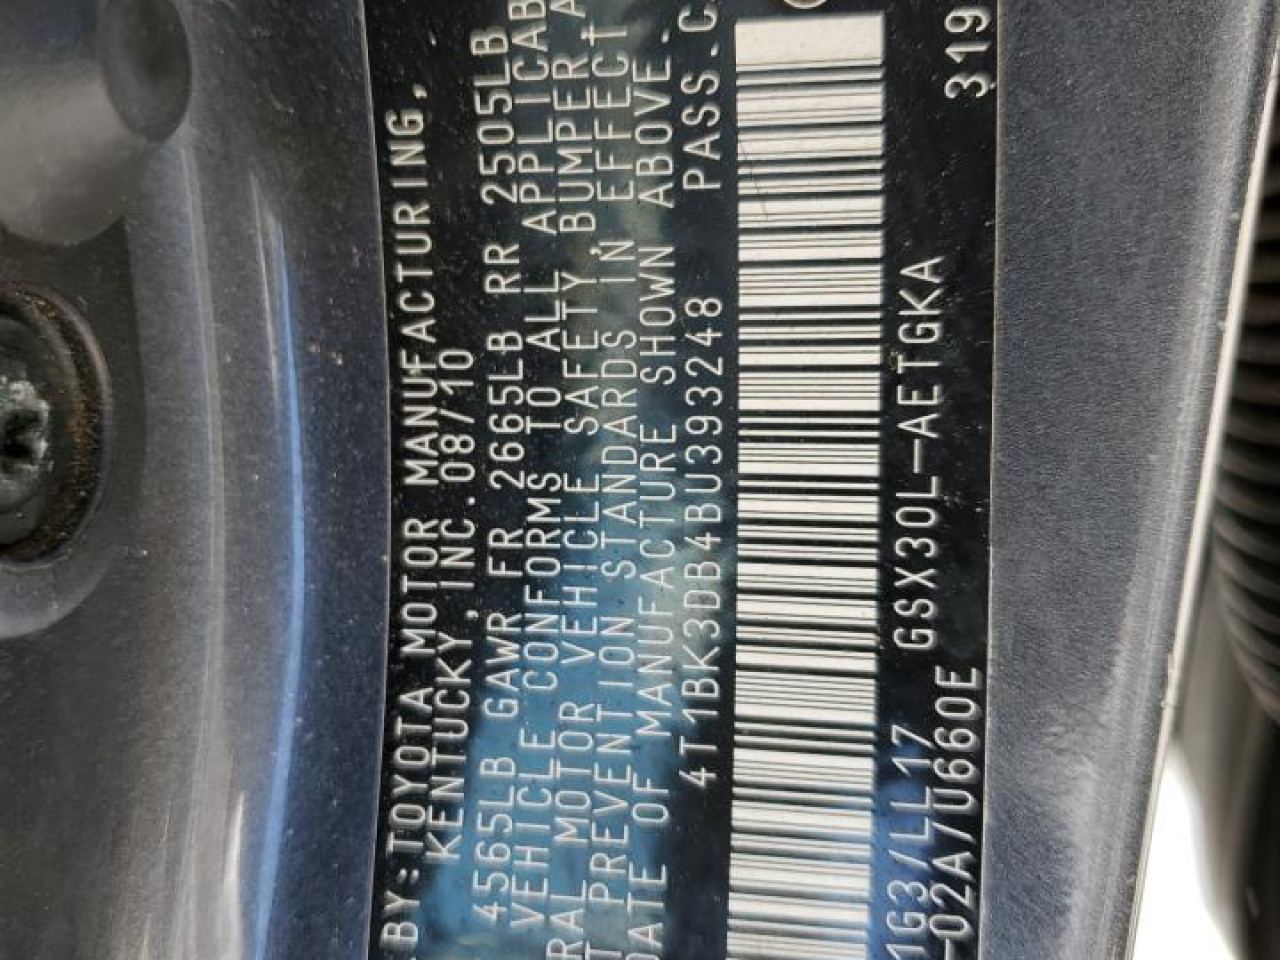 BY:TOYOTA MOTOR MANUFACTURING,
KENTUCKY,INC.08/10
4565LB GAWR FR 2665LB RR 2505LB
VEHICLE CONFORMS TO ALL APPLICAB
RAL MOTOR VEHICLE SAFETY,BUMPER,A
T PREVENTION STANDARDS IN EFFECT
DATE OF MANUFACTURE SHOWN ABOVE.
4T1BK3DB4BU393248 PASS.C
1G3/LL17 GSX30L-AETGKA
-02A/U660E 319